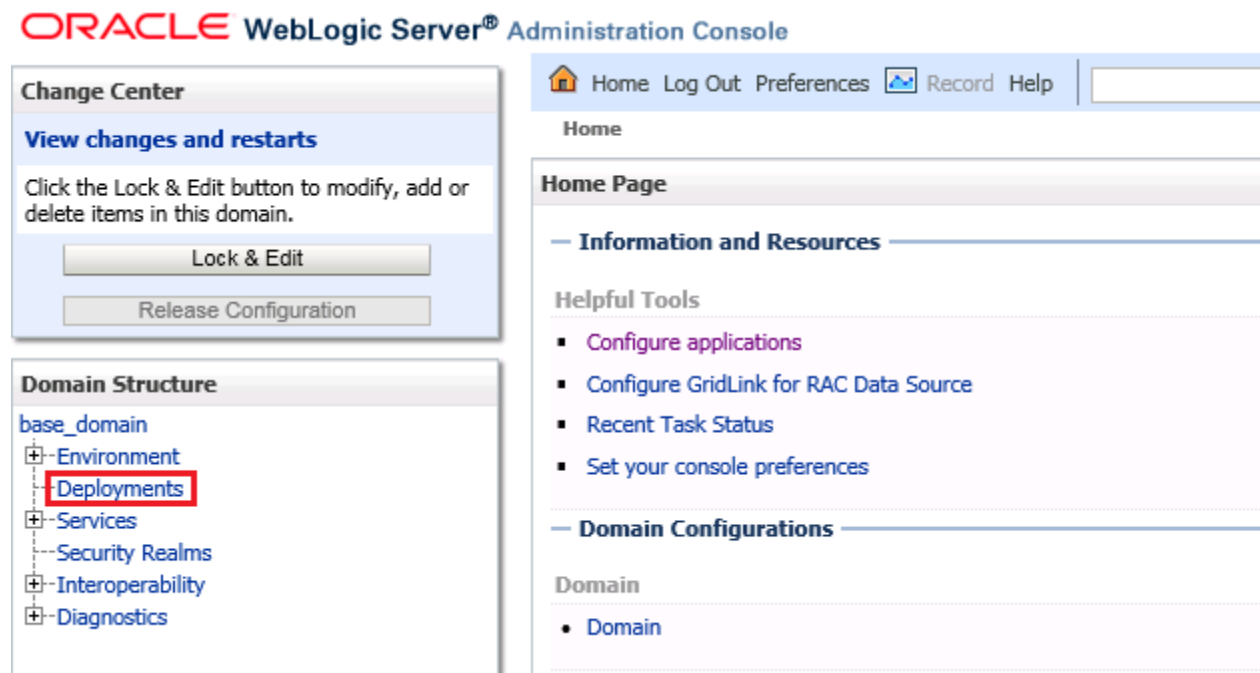 ORACLE WebLogic Server® Administration Console
Change Center
View changes and restarts
Click the Lock & Edit button to modify, add or
delete items in this domain.
Lock & Edit
Release Configuration
Domain Structure
base_domain
Environment
Deployments
Services
Security Realms
Interoperability
Diagnostics
Home Log Out Preferences Record Help
Home
Home Page
Information and Resources
Helpful Tools
Configure applications
Configure GridLink for RAC Data Source
Recent Task Status
Set your console preferences
Domain Configurations
Domain
Domain